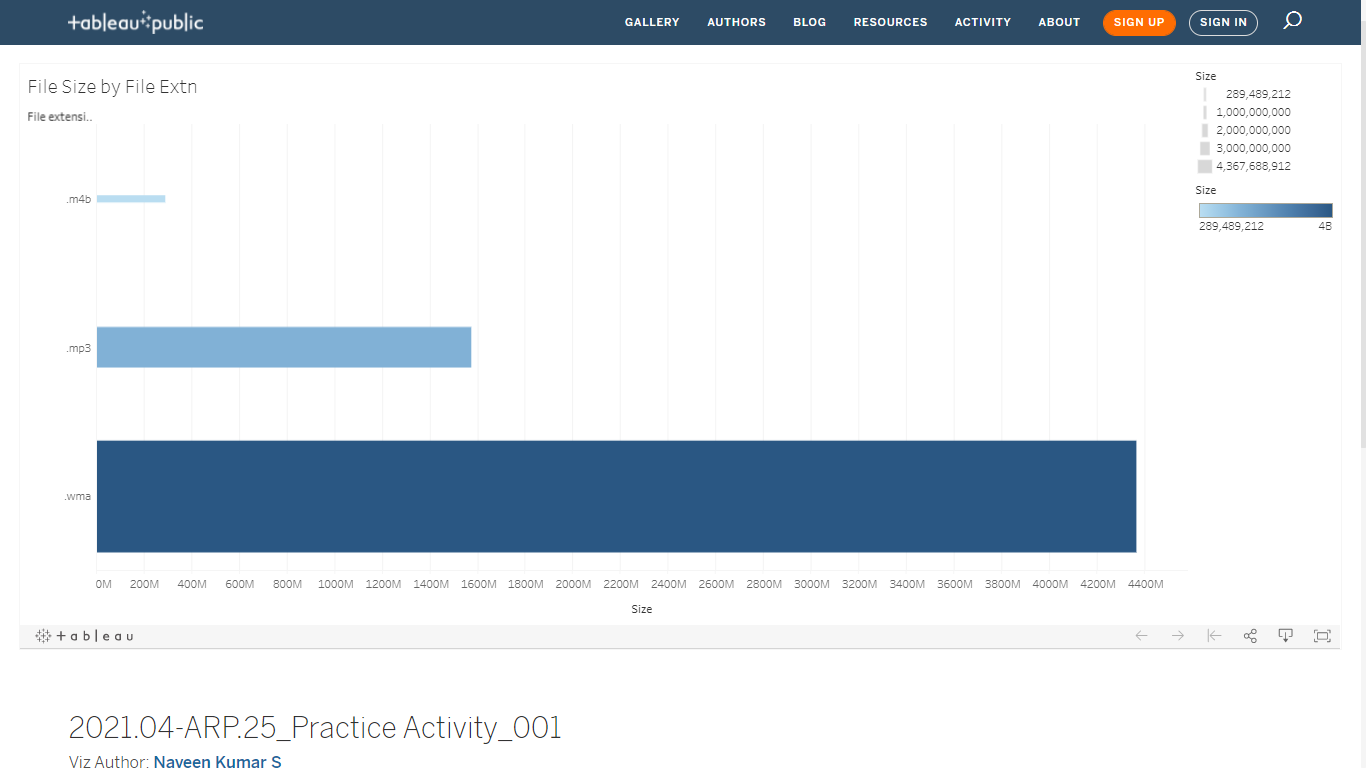 +ableau public
GALLERY AUTHORS BLOG RESOURCES ACTIVITY ABOUT SIGN UP SIGN IN
File Size by File Extn
File extensi..
.m4b
.mp3
.wma
0M 200M 400M 600M 800M 1000M 1200M 1400M 1600M 1800M 2000M 2200M 2400M 2600M 2800M 3000M 3200M 3400M 3600M 3800M 4000M 4200M 4400M
Size
Size
289,489,212
1,000,000,000
2,000,000,000
3,000,000,000
4,367,688,912
Size
289,489,212 4B
+ableau
2021.04-ARP.25_Practice Activity_001
Viz Author: Naveen Kumar S